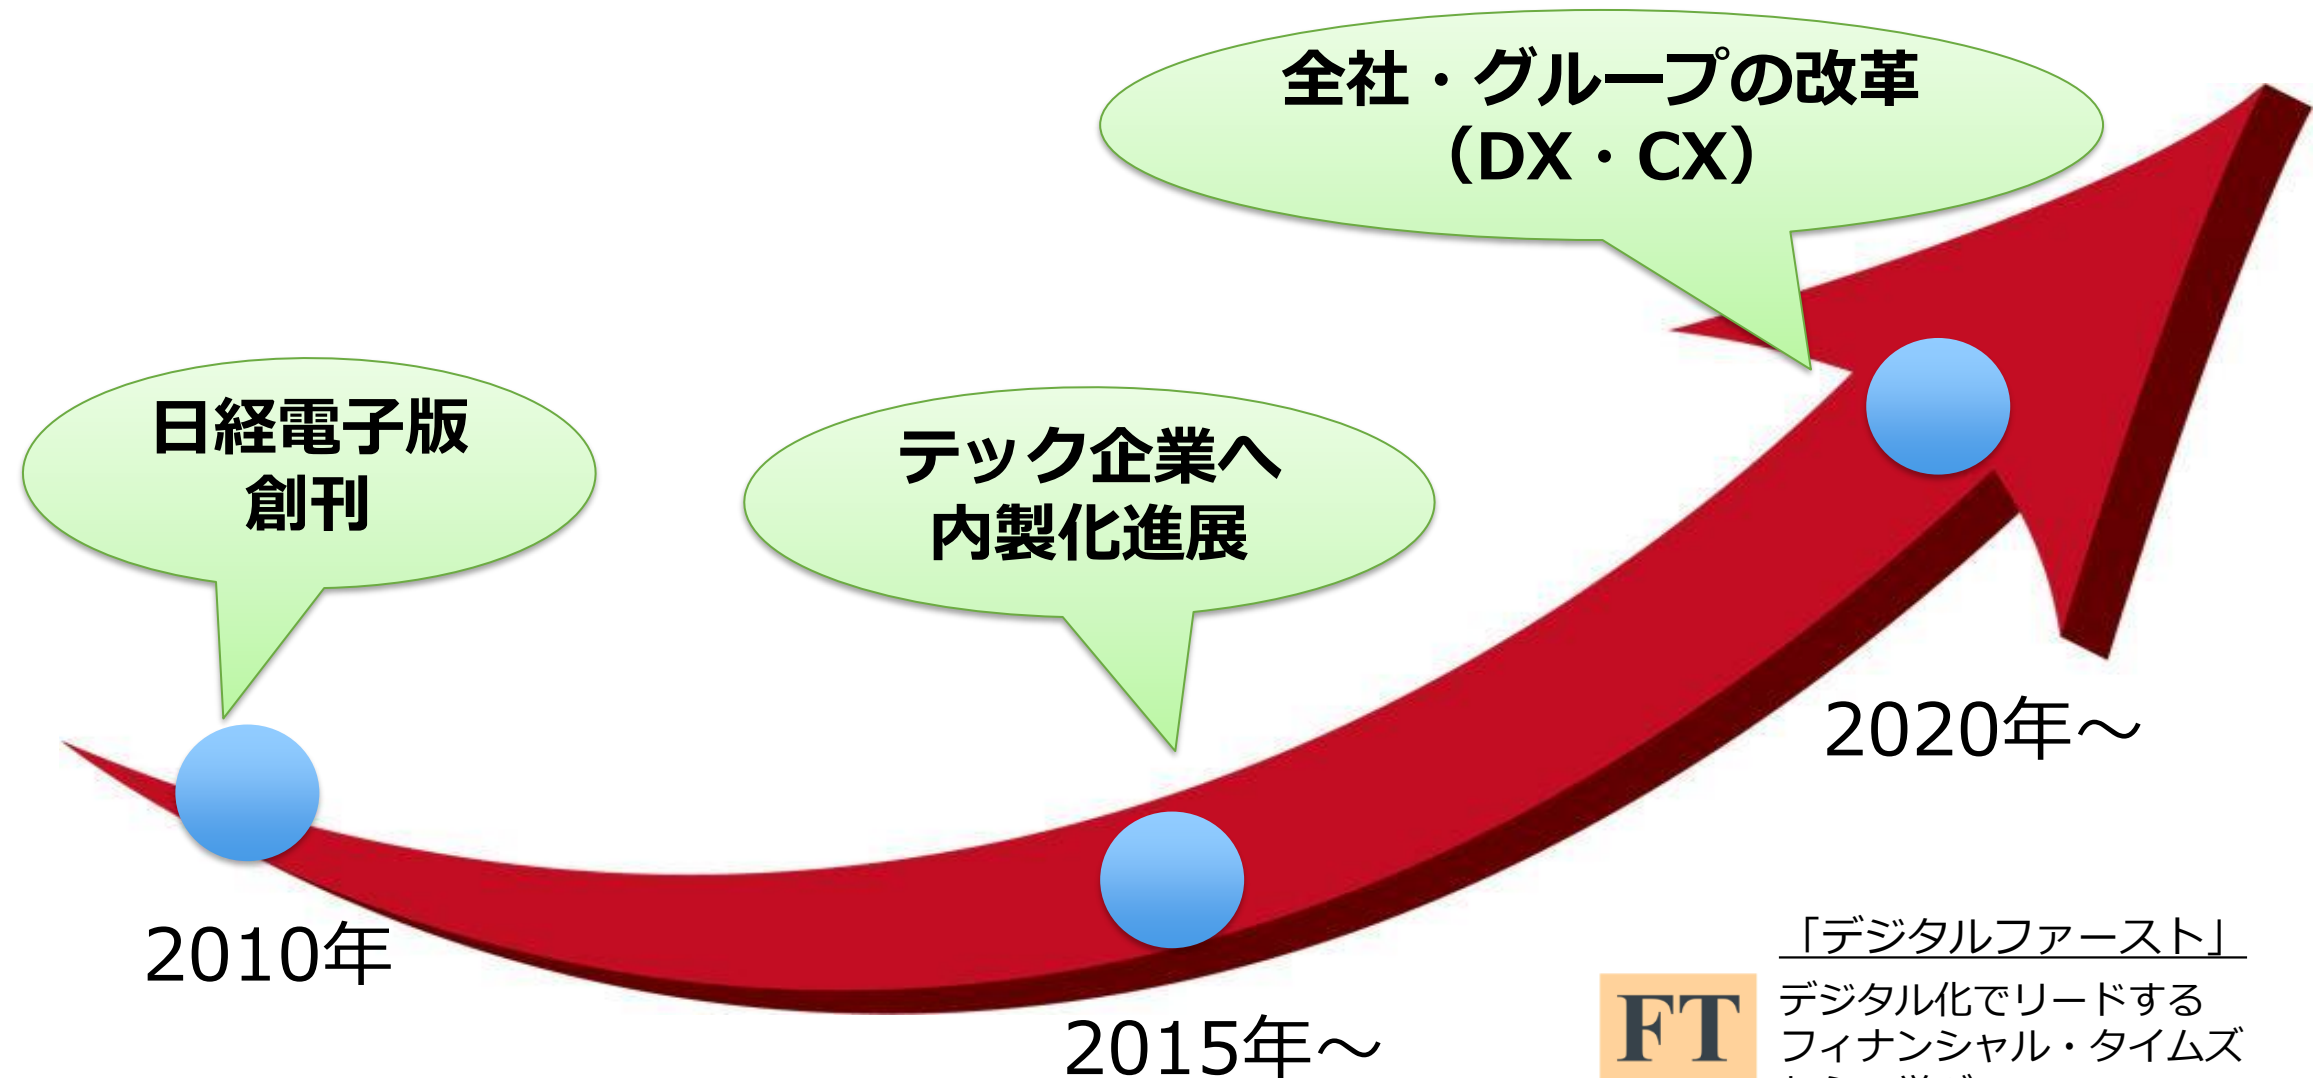 全社・グループの改革
（DX・CX）
日経電子版
創刊
テック企業へ
内製化進展
2020年～
2010年
2015年～
「デジタルファースト」
FT
デジタル化でリードする
フィナンシャル・タイムズ